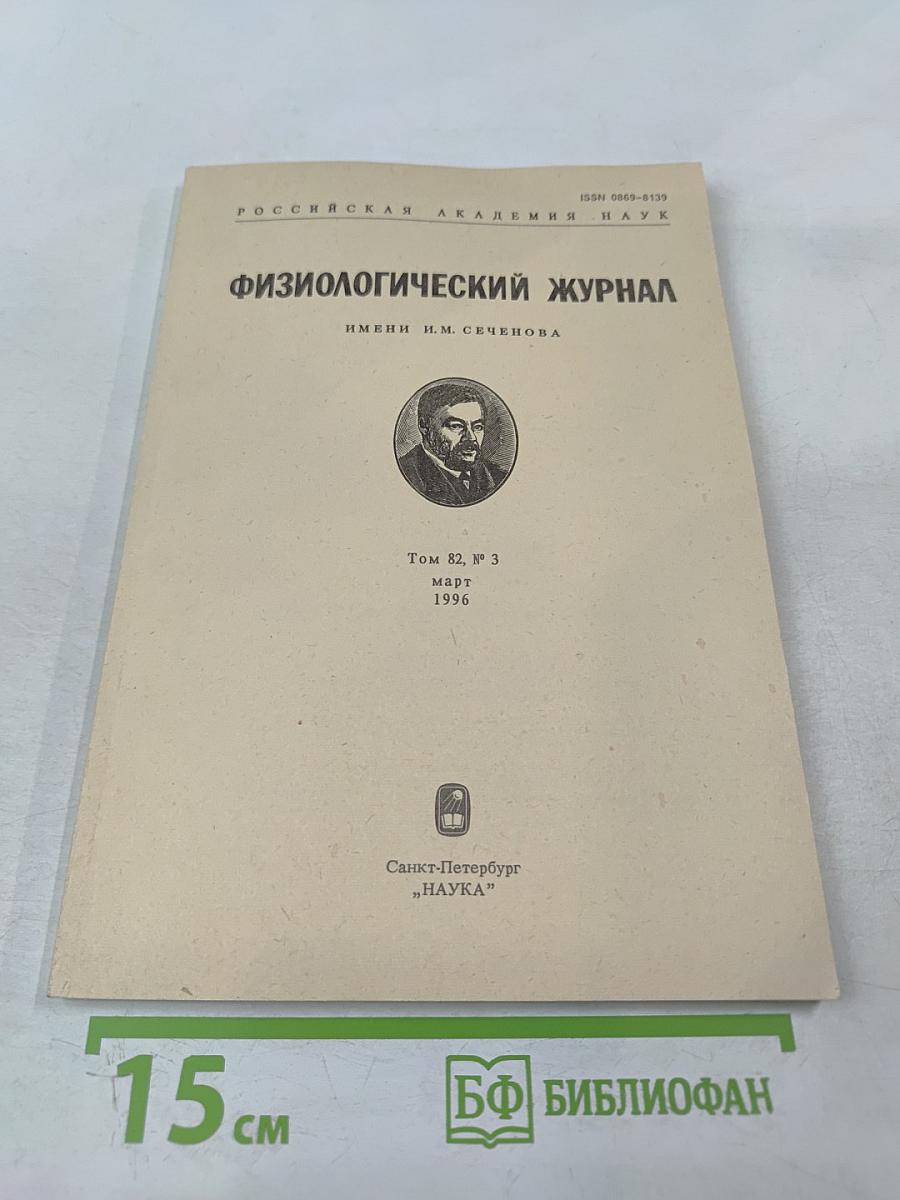 ISSN 0869-8139
РОССИЙСКАЯ АКАДЕМИЯ НАУК
ФИЗИОЛОГИЧЕСКИЙ ЖУРНАЛ
ИМЕНИ И.М. СЕЧЕНОВА
Том 82, № 3
март
1996
Санкт-Петербург
„НАУКА"
15 см
БФ БИБЛИОФАН